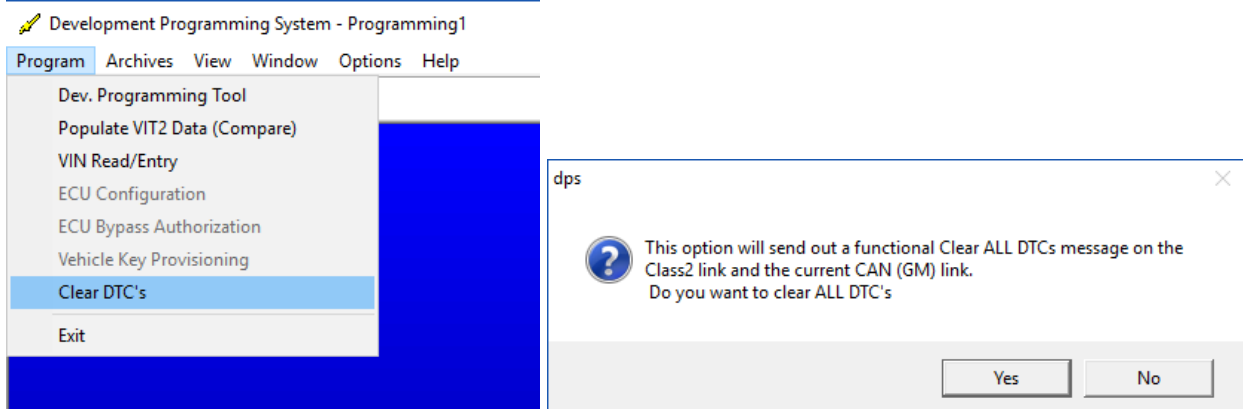 Development Programming System - Programming1
Program Archives View Window Options Help
Dev. Programming Tool
Populate VIT2 Data (Compare)
VIN Read/Entry
ECU Configuration
ECU Bypass Authorization
Vehicle Key Provisioning
Clear DTC's
Exit
dps
This option will send out a functional Clear ALL DTCs message on the
Class2 link and the current CAN (GM) link.
Do you want to clear ALL DTC's
Yes No